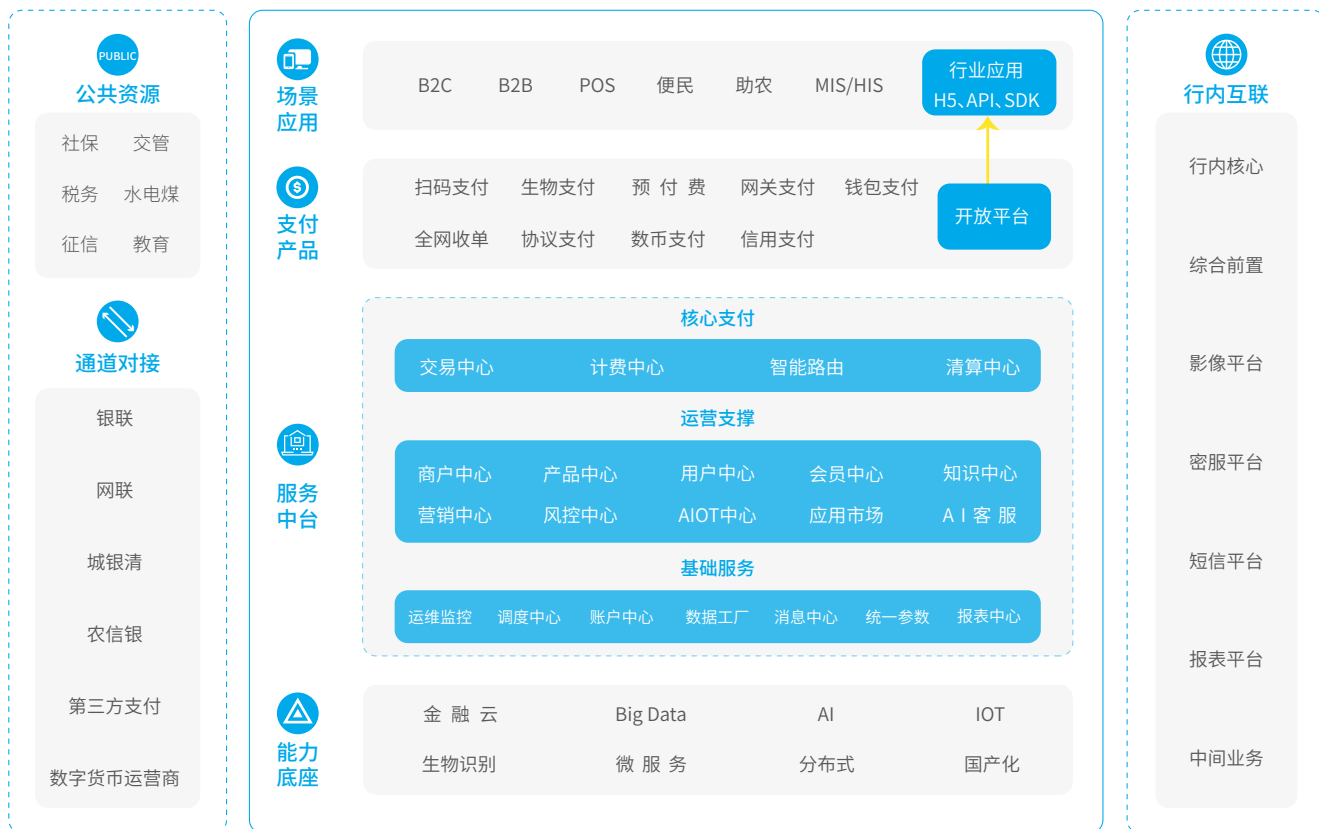 PUBLIC
公共资源
社保 交管
税务 水电煤
征信 教育
通道对接
银联
网联
城银清
农信银
第三方支付
数字货币运营商
场景
应用
B2C B2B POS 便民 助农 MIS/HIS
行业应用
H5、API、SDK
支付
产品
扫码支付 生物支付 预付费 网关支付 钱包支付
全网收单 协议支付 数币支付 信用支付
开放平台
服务
中台
核心支付
交易中心 计费中心 智能路由 清算中心
运营支撑
商户中心 产品中心 用户中心 会员中心 知识中心
营销中心 风控中心 AIOT中心 应用市场 AI客服
基础服务
运维监控 调度中心 账户中心 数据工厂 消息中心 统一参数 报表中心
能力
底座
金融云 Big Data AI IOT
生物识别 微服务 分布式 国产化
行内互联
行内核心
综合前置
影像平台
密服平台
短信平台
报表平台
中间业务